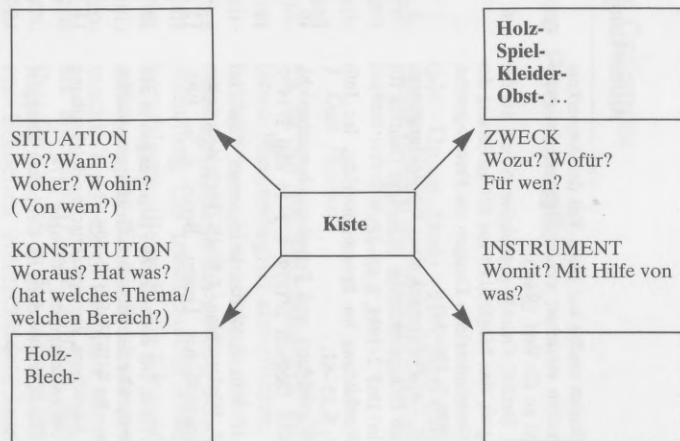 Holz-
Spiel-
Kleider-
Obst- ...
SITUATION
Wo? Wann?
Woher? Wohin?
(Von wem?)
ZWECK
Wozu? Wofür?
Für wen?
Kiste
KONSTITUTION
Woraus? Hat was?
(hat welches Thema/
welchen Bereich?)
INSTRUMENT
Womit? Mit Hilfe von
was?
Holz-
Blech-